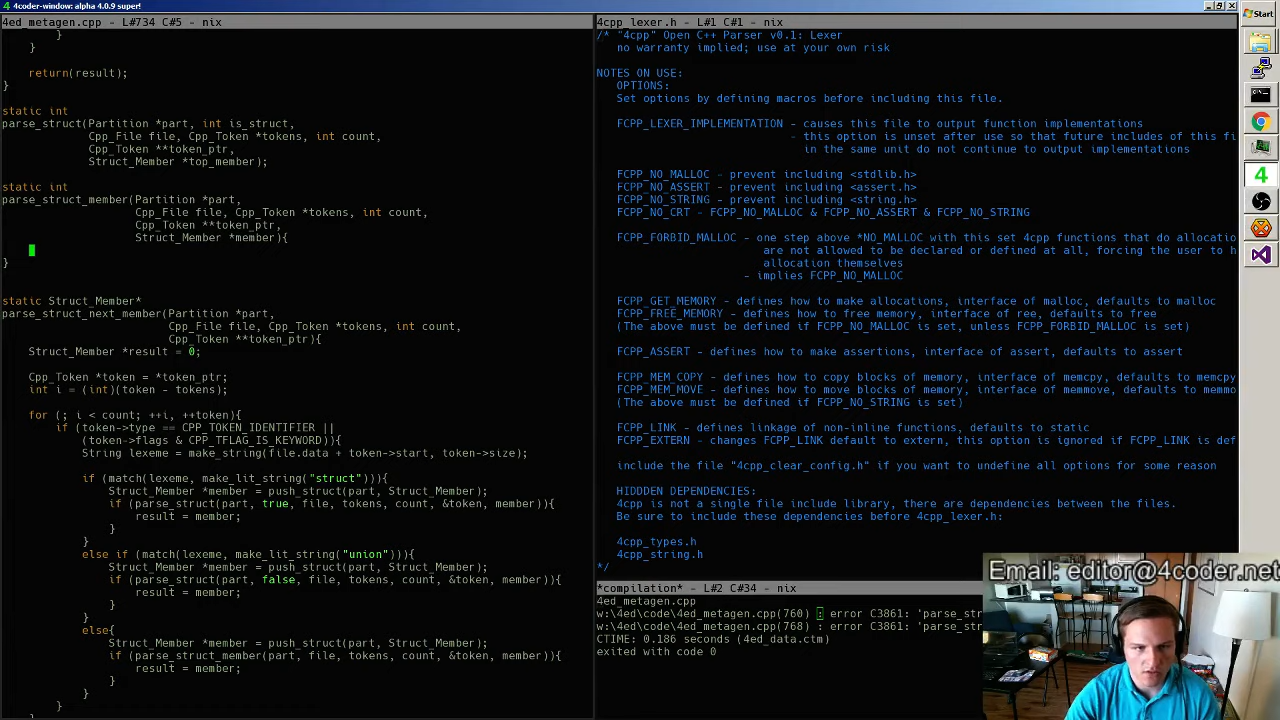 4coder-window: alpha 4.0.9 super!
4ed_metagen.cpp - L#734 C#5 - nix
        }
    }

    return(result);
}

static int
parse_struct(Partition *part, int is_struct,
             Cpp_File file, Cpp_Token *tokens, int count,
             Cpp_Token **token_ptr,
             Struct_Member *top_member);

static int
parse_struct_member(Partition *part,
                    Cpp_File file, Cpp_Token *tokens, int count,
                    Cpp_Token **token_ptr,
                    Struct_Member *member){

}

static Struct_Member*
parse_struct_next_member(Partition *part,
                         Cpp_File file, Cpp_Token *tokens, int count,
                         Cpp_Token **token_ptr){
    Struct_Member *result = 0;

    Cpp_Token *token = *token_ptr;
    int i = (int)(token - tokens);

    for (; i < count; ++i, ++token){
        if (token->type == CPP_TOKEN_IDENTIFIER ||
            (token->flags & CPP_TFLAG_IS_KEYWORD)){
            String lexeme = make_string(file.data + token->start, token->size);

            if (match(lexeme, make_lit_string("struct"))){
                Struct_Member *member = push_struct(part, Struct_Member);
                if (parse_struct(part, true, file, tokens, count, &token, member)){
                    result = member;
                }
            }
            else if (match(lexeme, make_lit_string("union"))){
                Struct_Member *member = push_struct(part, Struct_Member);
                if (parse_struct(part, false, file, tokens, count, &token, member)){
                    result = member;
                }
            }
            else{
                Struct_Member *member = push_struct(part, Struct_Member);
                if (parse_struct_member(part, file, tokens, count, &token, member)){
                    result = member;
                }
            }
        }
4cpp_lexer.h - L#1 C#1 - nix
/* "4cpp" Open C++ Parser v0.1: Lexer
   no warranty implied; use at your own risk

NOTES ON USE:
   OPTIONS:
   Set options by defining macros before including this file.

   FCPP_LEXER_IMPLEMENTATION - causes this file to output function implementations
                             - this option is unset after use so that future includes of this fi
                               in the same unit do not continue to output implementations

   FCPP_NO_MALLOC - prevent including <stdlib.h>
   FCPP_NO_ASSERT - prevent including <assert.h>
   FCPP_NO_STRING - prevent including <string.h>
   FCPP_NO_CRT - FCPP_NO_MALLOC & FCPP_NO_ASSERT & FCPP_NO_STRING

   FCPP_FORBID_MALLOC - one step above *NO_MALLOC with this set 4cpp functions that do allocatio
                         are not allowed to be declared or defined at all, forcing the user to h
                         allocation themselves
                      - implies FCPP_NO_MALLOC

   FCPP_GET_MEMORY - defines how to make allocations, interface of malloc, defaults to malloc
   FCPP_FREE_MEMORY - defines how to free memory, interface of ree, defaults to free
   (The above must be defined if FCPP_NO_MALLOC is set, unless FCPP_FORBID_MALLOC is set)

   FCPP_ASSERT - defines how to make assertions, interface of assert, defaults to assert

   FCPP_MEM_COPY - defines how to copy blocks of memory, interface of memcpy, defaults to memcpy
   FCPP_MEM_MOVE - defines how to move blocks of memory, interface of memmove, defaults to memmo
   (The above must be defined if FCPP_NO_STRING is set)

   FCPP_LINK - defines linkage of non-inline functions, defaults to static
   FCPP_EXTERN - changes FCPP_LINK default to extern, this option is ignored if FCPP_LINK is def

   include the file "4cpp_clear_config.h" if you want to undefine all options for some reason

   HIDDDEN DEPENDENCIES:
   4cpp is not a single file include library, there are dependencies between the files.
   Be sure to include these dependencies before 4cpp_lexer.h:

   4cpp_types.h
   4cpp_string.h
*/
*compilation* - L#2 C#34 - nix
4ed_metagen.cpp
w:\4ed\code\4ed_metagen.cpp(760) : error C3861: 'parse_str
w:\4ed\code\4ed_metagen.cpp(768) : error C3861: 'parse_str
CTIME: 0.186 seconds (4ed_data.ctm)
exited with code 0
Start
4
Email: editor@4coder.net